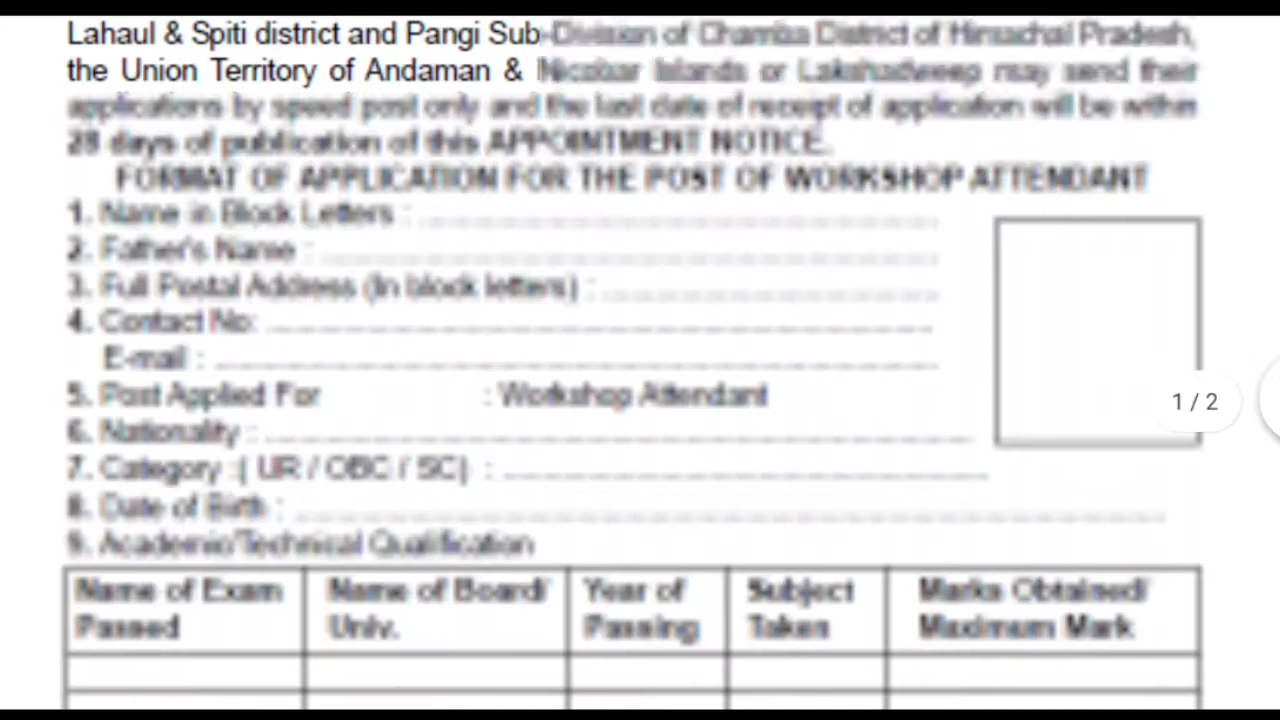 Lahaul & Spiti district and Pangi Sub-Division of Chamba District of Himachal Pradesh,
the Union Territory of Andaman & Nicobar Islands or Lakshadweep may send their
applications by speed post only and the last date of receipt of application will be within
28 days of publication of this APPOINTMENT NOTICE.
FORMAT OF APPLICATION FOR THE POST OF WORKSHOP ATTENDANT
1. Name in Block Letters :
2. Father's Name :
3. Full Postal Address (In block letters) :
4. Contact No:
E-mail :
5. Post Applied For : Workshop Attendant
6. Nationality :
7. Category :( UR / OBC / SC) :
8. Date of Birth :
9. Academic/Technical Qualification
Name of Exam Passed
Name of Board/ Univ.
Year of Passing
Subject Taken
Marks Obtained/ Maximum Mark
1 / 2